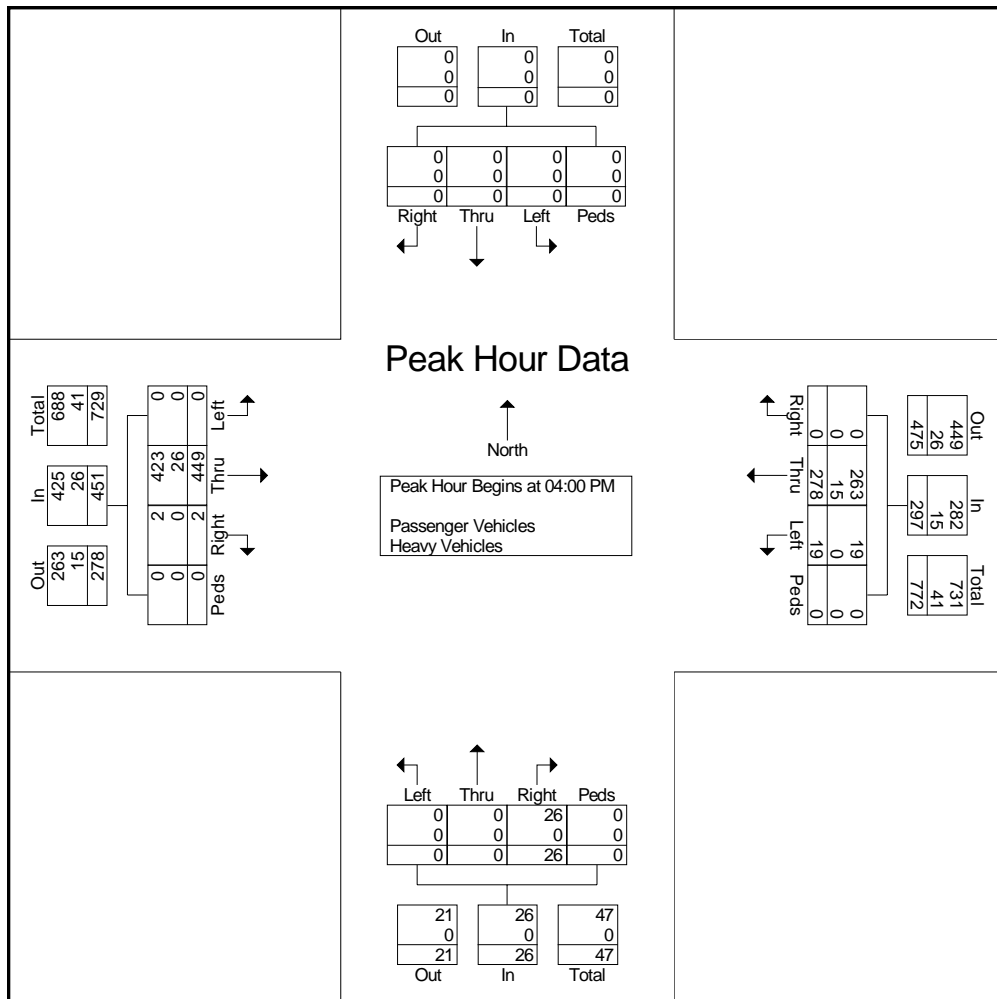 Out In Total
0 0 0
0 0 0
0 0 0
0 0 0 0
0 0 0 0
0 0 0 0
Right Thru Left Peds
Peak Hour Data
North
Peak Hour Begins at 04:00 PM
Passenger Vehicles
Heavy Vehicles
Total In Out
688 425 263
41 26 15
729 451 278
Left Thru Right Peds
0 423 2 0
0 26 0 0
0 449 2 0
Right Thru Left Peds
0 263 19 0
0 15 0 0
0 278 19 0
Out In Total
449 282 731
26 15 41
475 297 772
Left Thru Right Peds
0 0 26 0
0 0 0 0
0 0 26 0
21 26 47
0 0 0
21 26 47
Out In Total